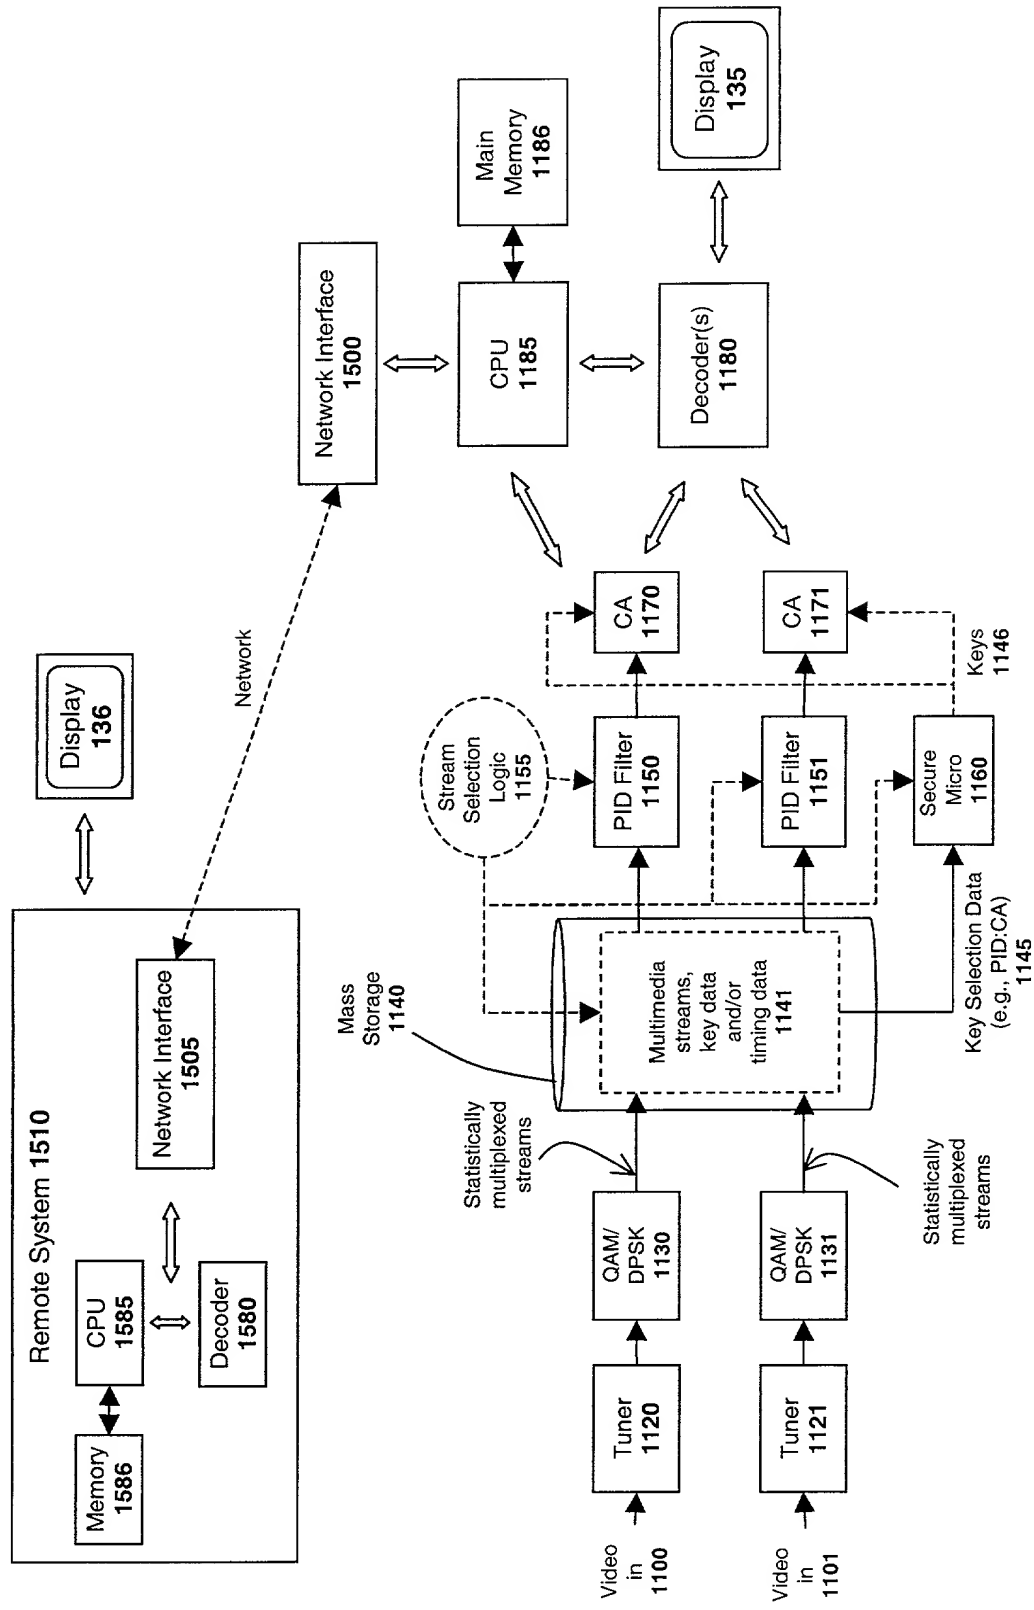 Remote System 1510
Memory
1586
CPU
1585
Decoder
1580
Network Interface
1505
Display
136
Network
Network Interface
1500
Main
Memory
1186
CPU
1185
Decoder(s)
1180
Display
135
Video
in
1100
Tuner
1120
QAM/
DPSK
1130
Statistically
multiplexed
streams
Mass
Storage
1140
Multimedia
streams,
key data
and/or
timing data
1141
Stream
Selection
Logic
1155
PID Filter
1150
CA
1170
Video
in
1101
Tuner
1121
QAM/
DPSK
1131
Statistically
multiplexed
streams
PID Filter
1151
CA
1171
Key Selection Data
(e.g., PID:CA)
1145
Secure
Micro
1160
Keys
1146